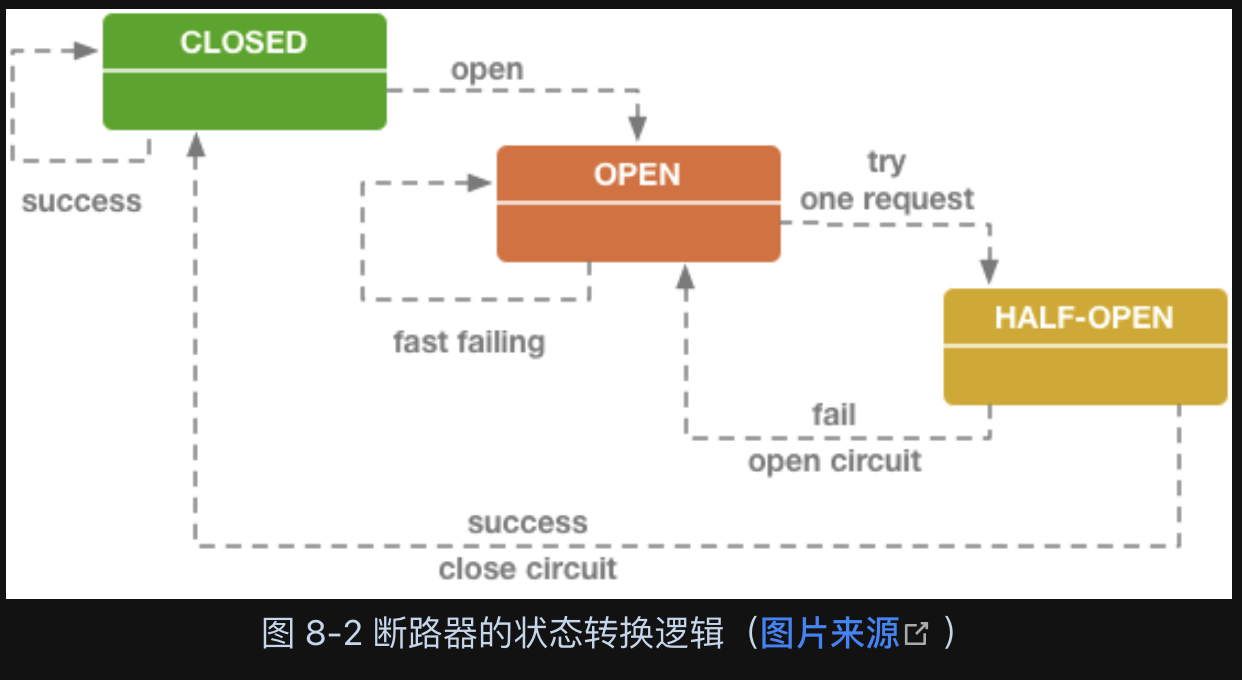 CLOSED
open
success
OPEN
try
one request
fast failing
HALF-OPEN
fail
open circuit
success
close circuit
图 8-2 断路器的状态转换逻辑（图片来源 ）